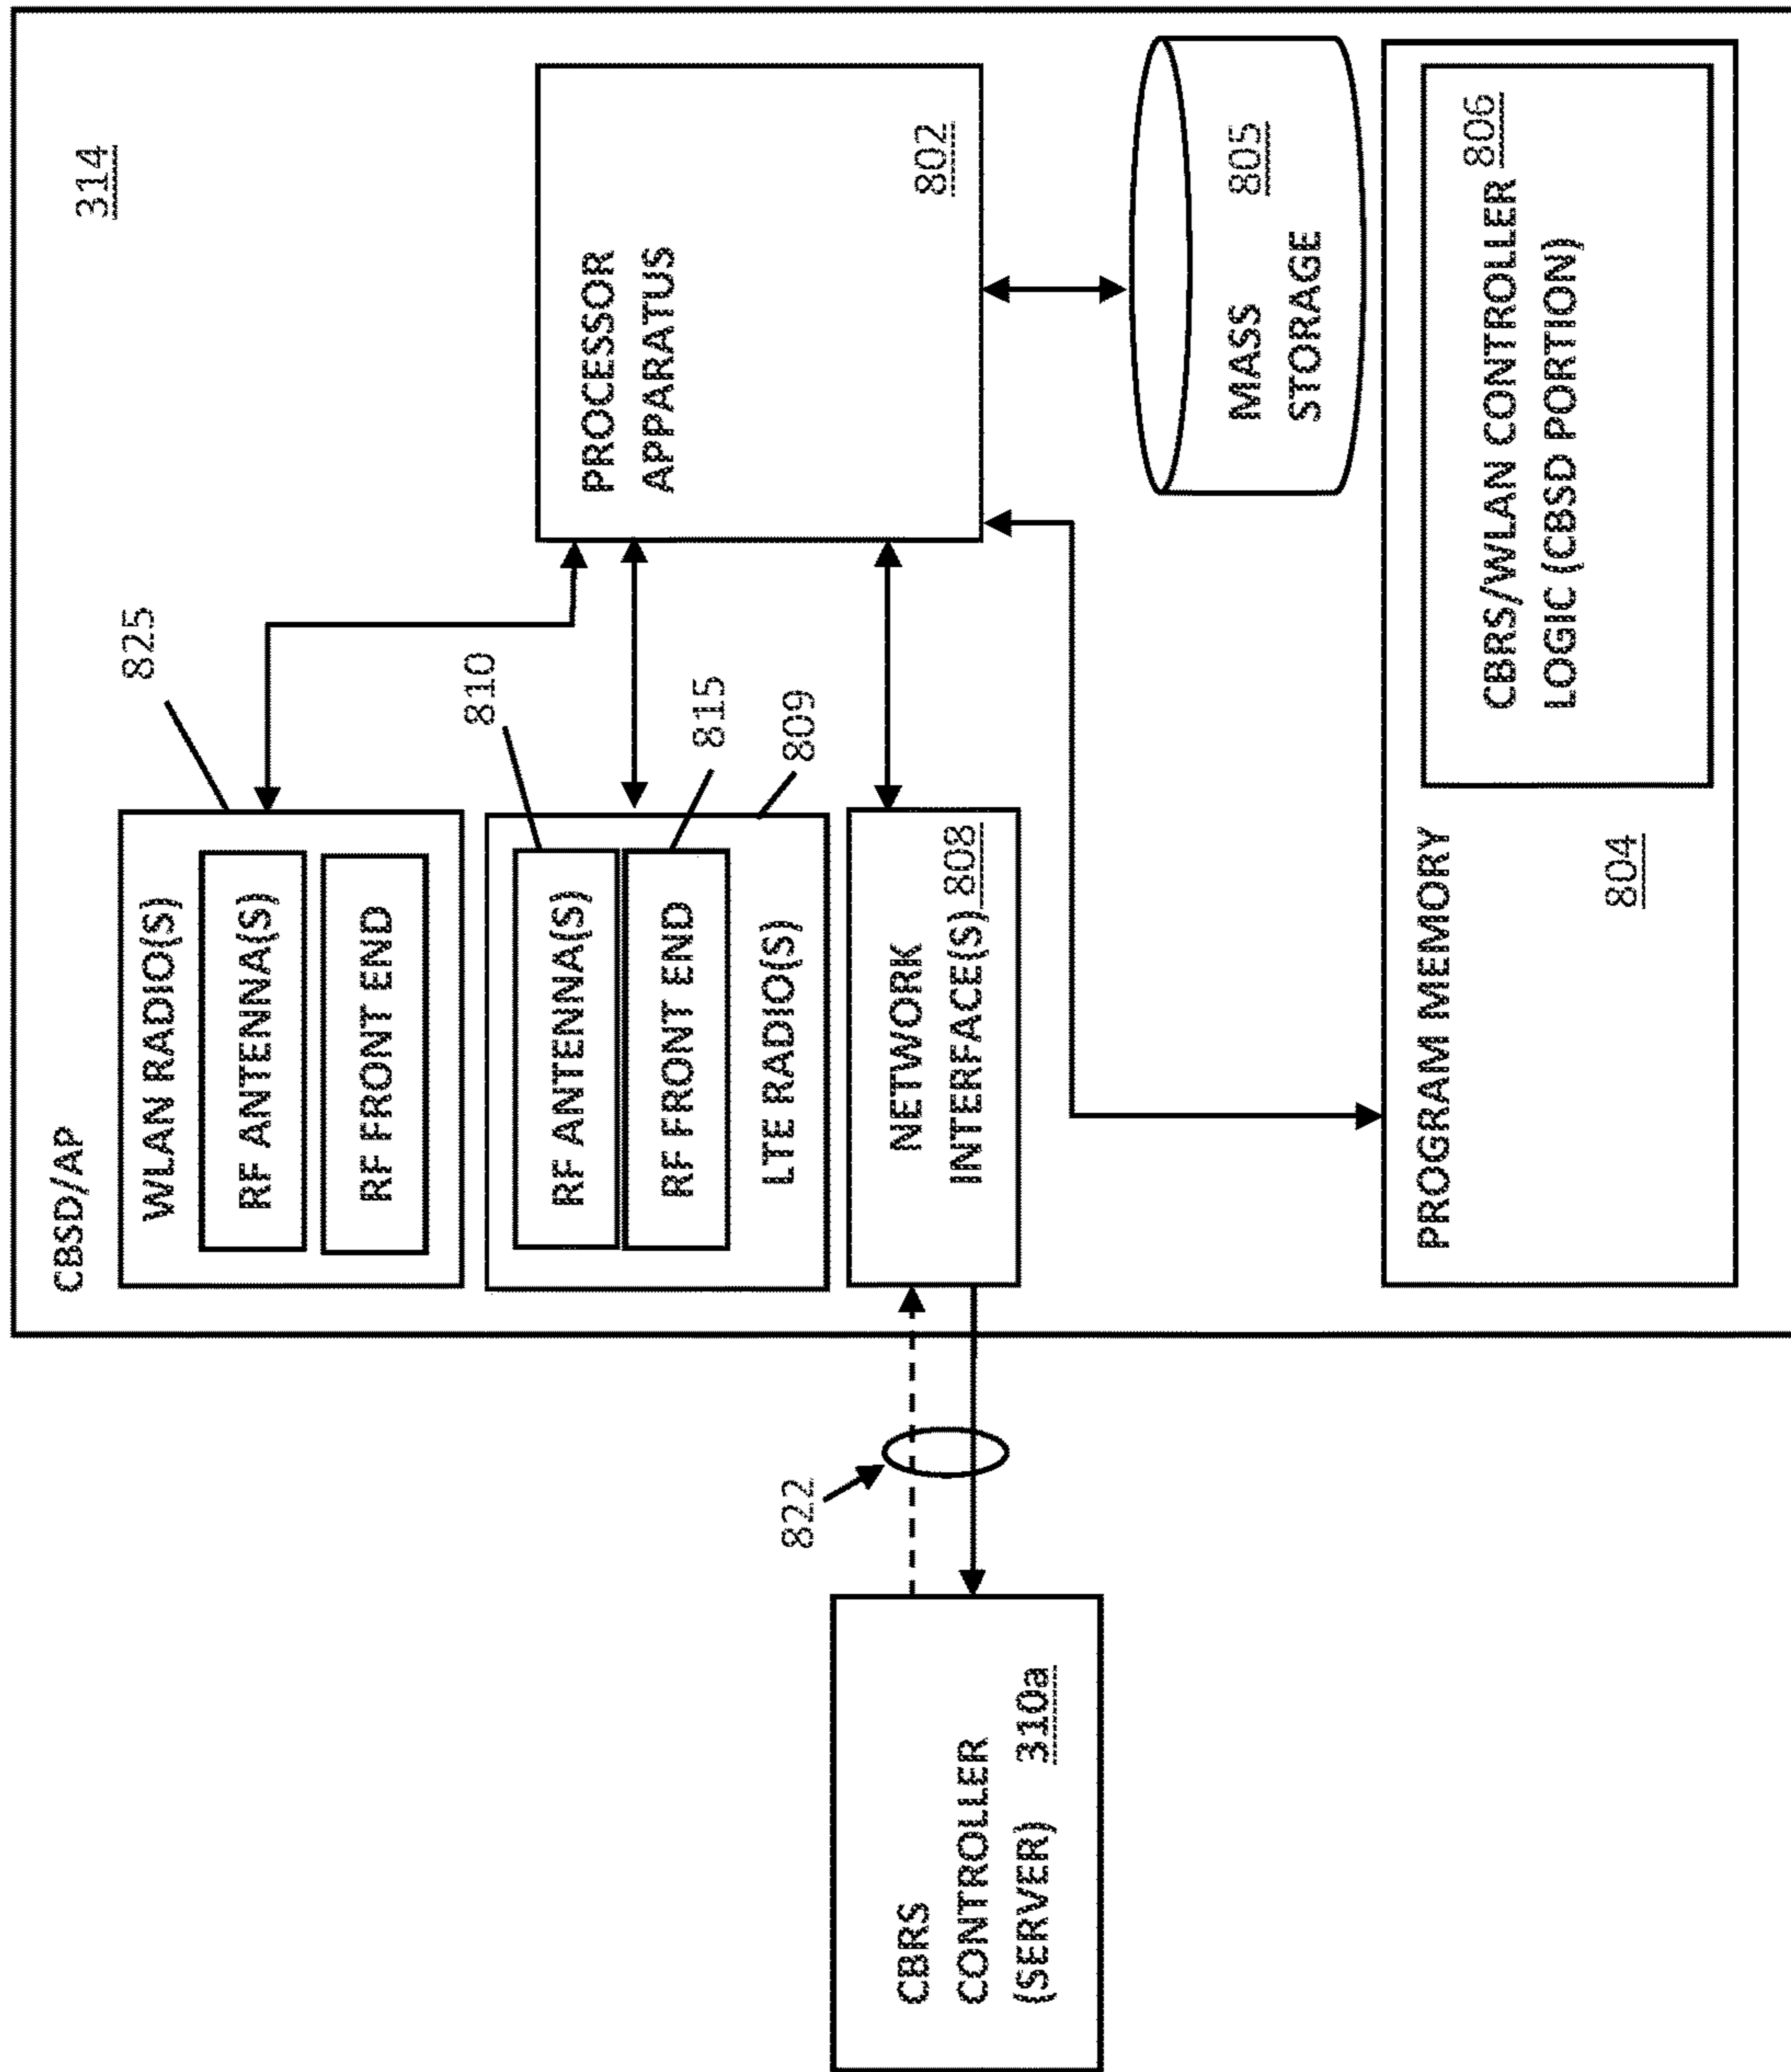 CBSD/AP
314
825
WLAN RADIO(S)
RF ANTENNA(S)
RF FRONT END
810
815
809
RF ANTENNA(S)
RF FRONT END
LTE RADIO(S)
NETWORK
INTERFACE(S) 808
PROCESSOR
APPARATUS
802
MASS 805
STORAGE
PROGRAM MEMORY
804
CBRS/WLAN CONTROLLER 806
LOGIC (CBSD PORTION)
822
CBRS
CONTROLLER
(SERVER) 310a